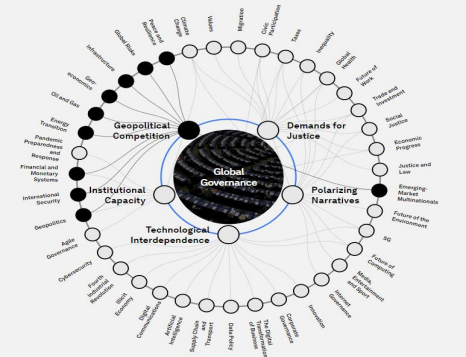 Global
Governance
Geopolitical
Competition
Demands for
Justice
Polarizing
Narratives
Technological
Interdependence
Institutional
Capacity
Climate
Change
Values
Migration
Civic
Participation
Taxes
Inequality
Global
Health
Future of
Work
Trade and
Investment
Social
Justice
Economic
Progress
Justice and
Law
Emerging-
Market
Multinationals
Future of the
Environment
5G
Future of
Computing
Media,
Entertainment
and Sport
Internet
Governance
Innovation
Corporate
Governance
The Digital
Transformation
of Business
Data Policy
Supply Chain
and
Transport
Artificial
Intelligence
Digital
Communications
Illicit
Economy
Fourth
Industrial
Revolution
Cybersecurity
Agile
Governance
Geopolitics
International
Security
Financial and
Monetary
Systems
Pandemic
Preparedness
and
Response
Energy
Transition
Oil and Gas
Geo-
economics
Infrastructure
Global Risks
Peace and
Resilience